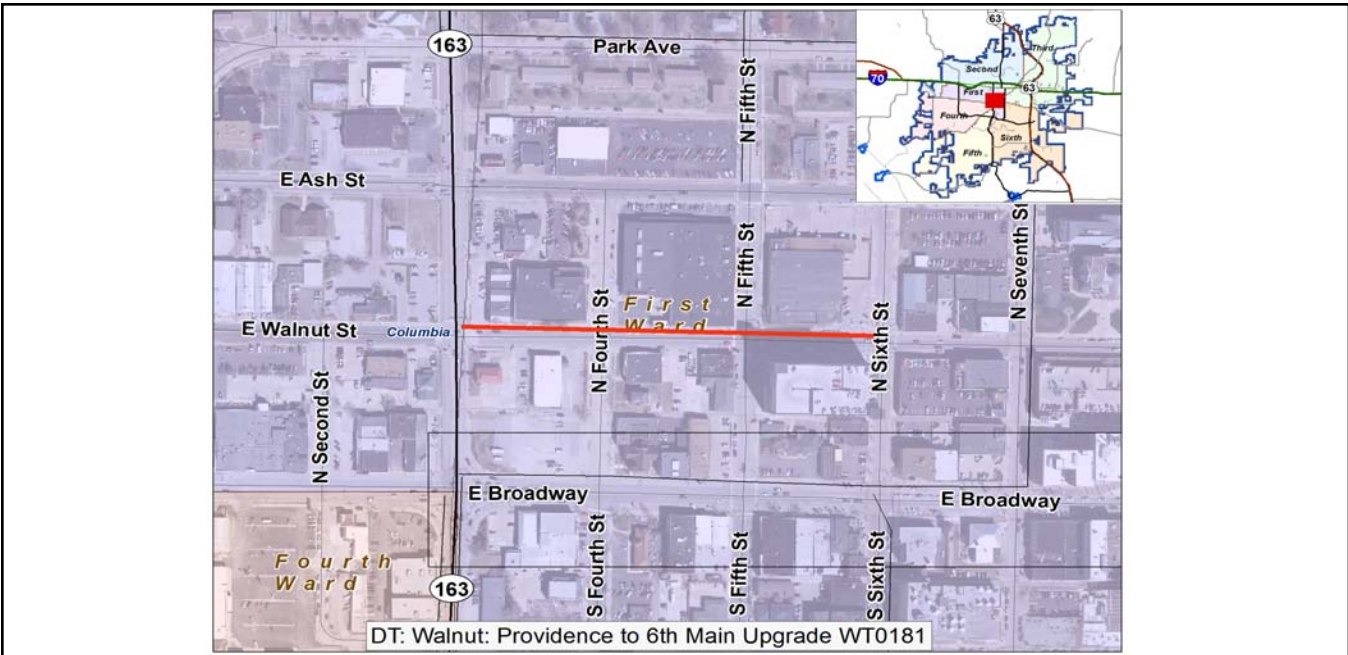 163
Park Ave
N Fifth St
63
Third
Second
70
First
63
Fourth
Sixth
Fifth
E Ash St
N Fifth St
N Seventh St
First
Ward
N Fourth St
E Walnut St
Columbia
N Sixth St
N Second St
E Broadway
E Broadway
Fourth
Ward
163
S Fourth St
S Fifth St
S Sixth St
DT: Walnut: Providence to 6th Main Upgrade WT0181